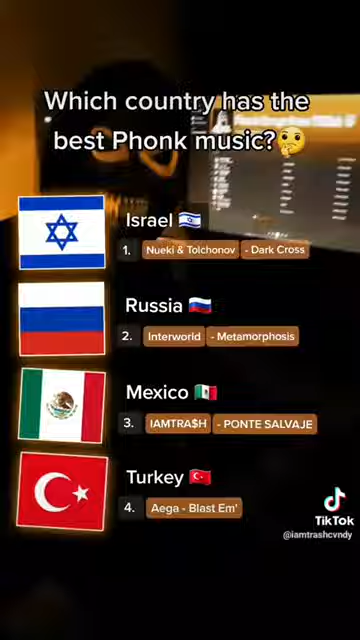 Which country has the
best Phonk music?🤔
Israel 🇮🇱
1. Nueki & Tolchonov - Dark Cross
Russia 🇷🇺
2. Interworld - Metamorphosis
Mexico 🇲🇽
3. IAMTRA$H - PONTE SALVAJE
Turkey 🇹🇷
4. Aega - Blast Em'
TikTok
@iamtrashcvndy